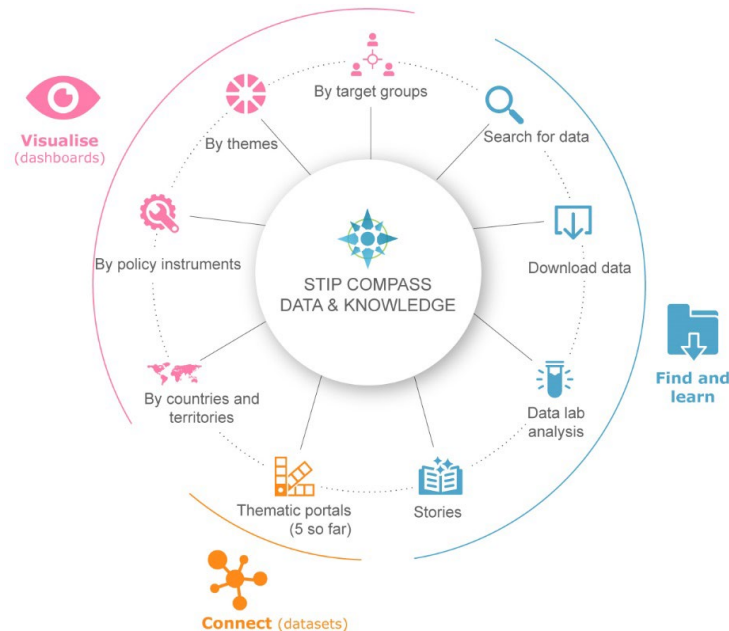 By target groups
Search for data
By themes
Visualise
(dashboards)
Download data
By policy instruments
STIP COMPASS
DATA & KNOWLEDGE
Find and
learn
By countries and
territories
Data lab
analysis
Thematic portals
(5 so far)
Stories
Connect (datasets)